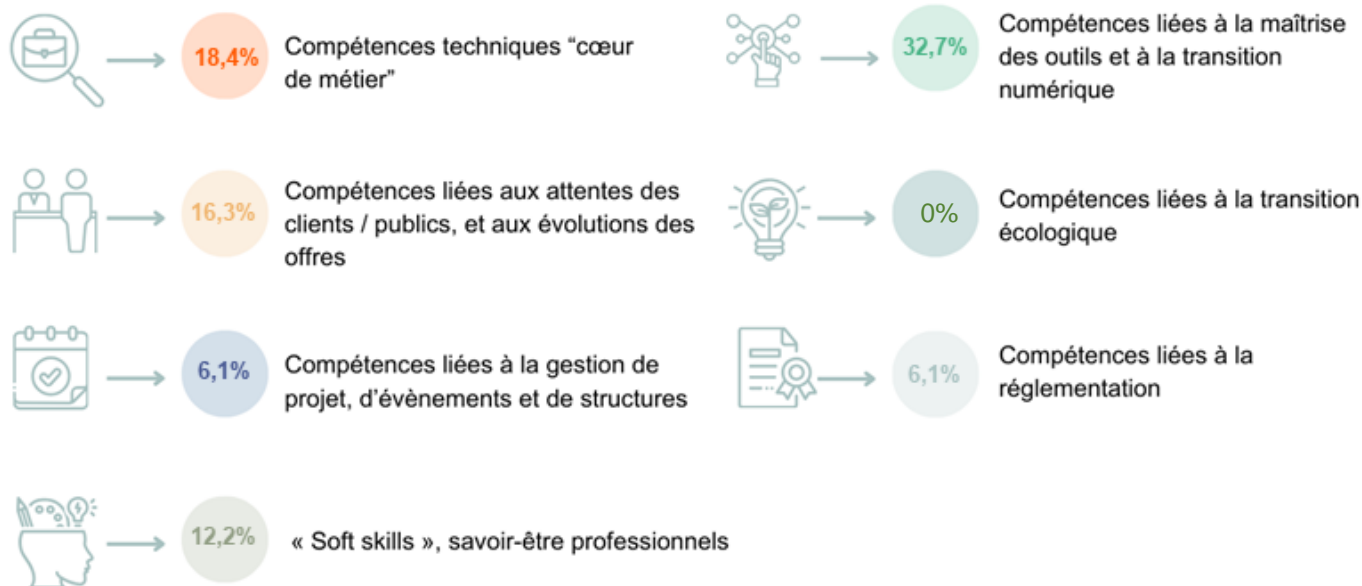 18,4%
Compétences techniques “cœur
de métier”
32,7%
Compétences liées à la maîtrise
des outils et à la transition
numérique
16,3%
Compétences liées aux attentes des
clients / publics, et aux évolutions des
offres
0%
Compétences liées à la transition
écologique
6,1%
Compétences liées à la gestion de
projet, d’évènements et de structures
6,1%
Compétences liées à la
réglementation
12,2%
« Soft skills », savoir-être professionnels